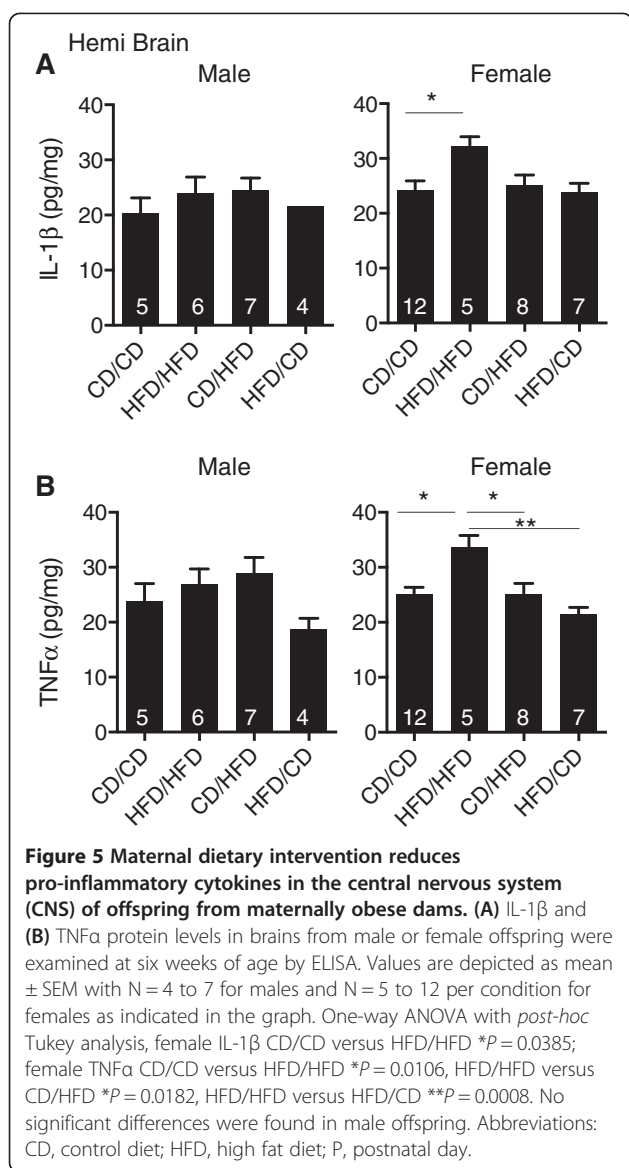 Hemi Brain
A
Male
Female
IL-1β (pg/mg)
40
30
20
10
0
5
6
7
4
CD/CD
HFD/HFD
CD/HFD
HFD/CD
40
30
20
10
0
*
12
5
8
7
CD/CD
HFD/HFD
CD/HFD
HFD/CD
B
Male
Female
TNFα (pg/mg)
40
30
20
10
0
5
6
7
4
CD/CD
HFD/HFD
CD/HFD
HFD/CD
40
30
20
10
0
*
*
**
12
5
8
7
CD/CD
HFD/HFD
CD/HFD
HFD/CD
Figure 5 Maternal dietary intervention reduces
pro-inflammatory cytokines in the central nervous system
(CNS) of offspring from maternally obese dams. (A) IL-1β and
(B) TNFα protein levels in brains from male or female offspring were
examined at six weeks of age by ELISA. Values are depicted as mean
± SEM with N = 4 to 7 for males and N = 5 to 12 per condition for
females as indicated in the graph. One-way ANOVA with post-hoc
Tukey analysis, female IL-1β CD/CD versus HFD/HFD *P = 0.0385;
female TNFα CD/CD versus HFD/HFD *P = 0.0106, HFD/HFD versus
CD/HFD *P = 0.0182, HFD/HFD versus HFD/CD **P = 0.0008. No
significant differences were found in male offspring. Abbreviations:
CD, control diet; HFD, high fat diet; P, postnatal day.